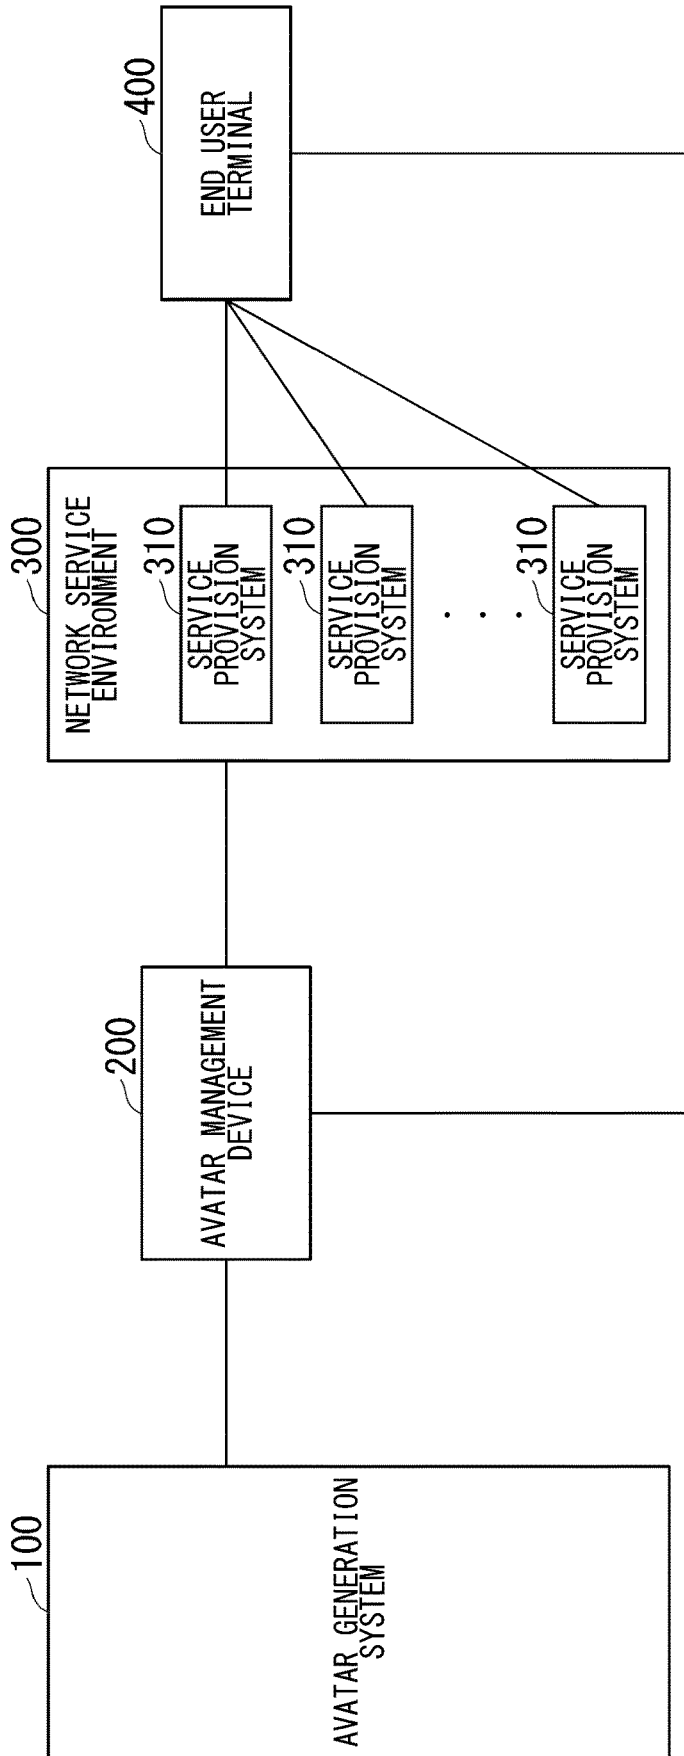 100
AVATAR GENERATION
SYSTEM
200
AVATAR MANAGEMENT
DEVICE
300
NETWORK SERVICE
ENVIRONMENT
310
SERVICE
PROVISION
SYSTEM
310
SERVICE
PROVISION
SYSTEM
. . .
310
SERVICE
PROVISION
SYSTEM
400
END USER
TERMINAL